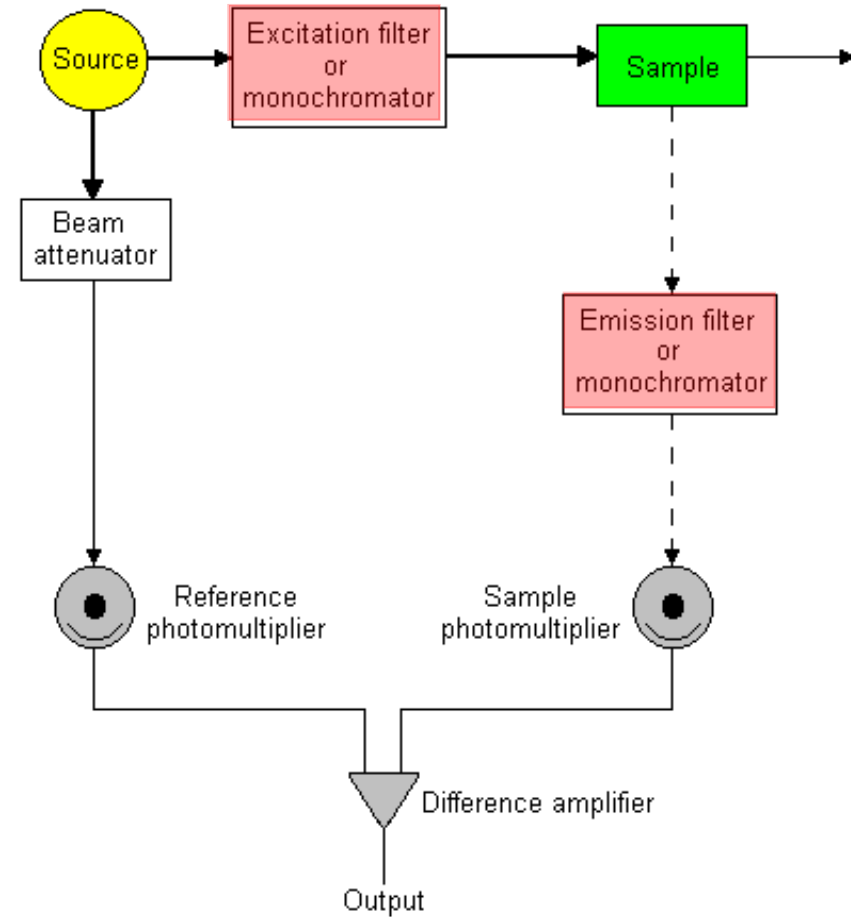 Source
Excitation filter
or
monochromator
Sample
Beam
attenuator
Emission filter
or
monochromator
Reference
photomultiplier
Sample
photomultiplier
Difference amplifier
Output